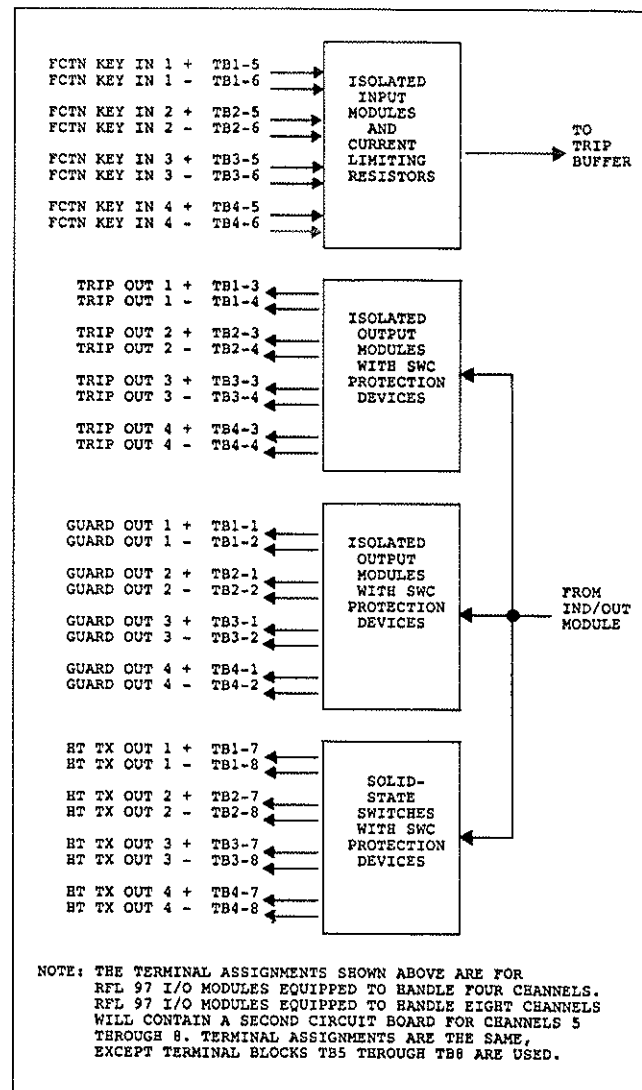 FCTN KEY IN 1 + TB1-5
FCTN KEY IN 1 - TB1-6
FCTN KEY IN 2 + TB2-5
FCTN KEY IN 2 - TB2-6
FCTN KEY IN 3 + TB3-5
FCTN KEY IN 3 - TB3-6
FCTN KEY IN 4 + TB4-5
FCTN KEY IN 4 - TB4-6
ISOLATED
INPUT
MODULES
AND
CURRENT
LIMITING
RESISTORS
TO
TRIP
BUFFER
TRIP OUT 1 + TB1-3
TRIP OUT 1 - TB1-4
TRIP OUT 2 + TB2-3
TRIP OUT 2 - TB2-4
TRIP OUT 3 + TB3-3
TRIP OUT 3 - TB3-4
TRIP OUT 4 + TB4-3
TRIP OUT 4 - TB4-4
ISOLATED
OUTPUT
MODULES
WITH SWC
PROTECTION
DEVICES
GUARD OUT 1 + TB1-1
GUARD OUT 1 - TB1-2
GUARD OUT 2 + TB2-1
GUARD OUT 2 - TB2-2
GUARD OUT 3 + TB3-1
GUARD OUT 3 - TB3-2
GUARD OUT 4 + TB4-1
GUARD OUT 4 - TB4-2
ISOLATED
OUTPUT
MODULES
WITH SWC
PROTECTION
DEVICES
FROM
IND/OUT
MODULE
HT TX OUT 1 + TB1-7
HT TX OUT 1 - TB1-8
HT TX OUT 2 + TB2-7
HT TX OUT 2 - TB2-8
HT TX OUT 3 + TB3-7
HT TX OUT 3 - TB3-8
HT TX OUT 4 + TB4-7
HT TX OUT 4 - TB4-8
SOLID-
STATE
SWITCHES
WITH SWC
PROTECTION
DEVICES
NOTE: THE TERMINAL ASSIGNMENTS SHOWN ABOVE ARE FOR
RFL 97 I/O MODULES EQUIPPED TO HANDLE FOUR CHANNELS.
RFL 97 I/O MODULES EQUIPPED TO HANDLE EIGHT CHANNELS
WILL CONTAIN A SECOND CIRCUIT BOARD FOR CHANNELS 5
THROUGH 8. TERMINAL ASSIGNMENTS ARE THE SAME,
EXCEPT TERMINAL BLOCKS TB5 THROUGH TB8 ARE USED.